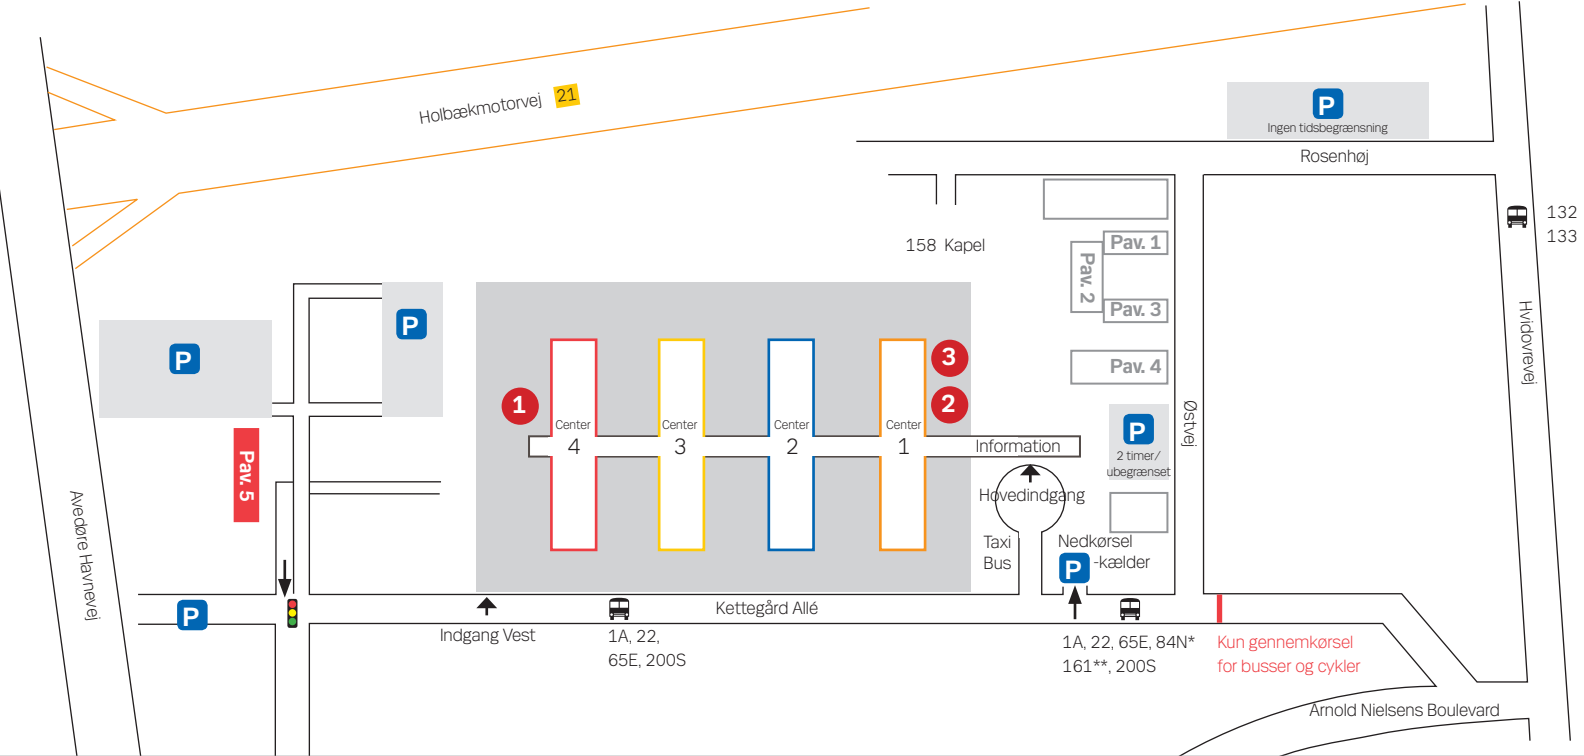 Holbækmotorvej 21
P
Ingen tidsbegrænsning
Rosenhøj
132
133
158 Kapel
Pav. 1
Pav. 2
Pav. 3
Pav. 4
Hvidovrevej
Østvej
P
2 timer/
ubegrænset
P
P
Pav. 5
Avedøre Havnevej
1
3
2
Center
4
Center
3
Center
2
Center
1
Information
Hovedindgang
Taxi
Bus
Nedkørsel
P -kælder
P
Kettegård Allé
Indgang Vest
1A, 22,
65E, 200S
1A, 22, 65E, 84N*
161**, 200S
Kun gennemkørsel
for busser og cykler
Arnold Nielsens Boulevard